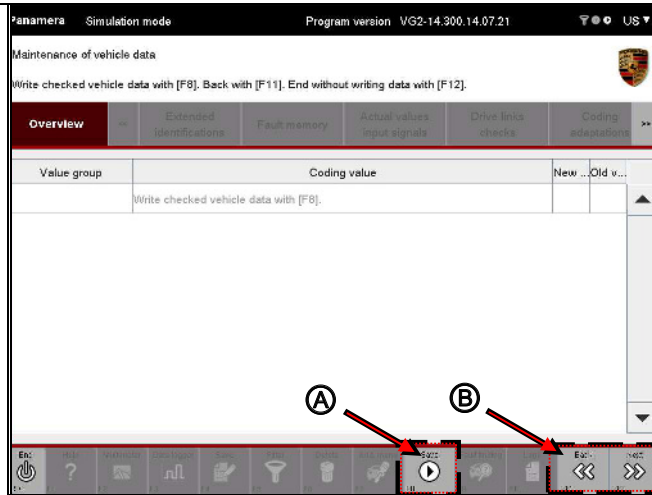 Panamera Simulation mode Program version VG2-14.300.14.07.21 US
Maintenance of vehicle data
Write checked vehicle data with [F8]. Back with [F11]. End without writing data with [F12].
Overview << Extended identifications Fault memory Actual values input signals Drive links checks Coding adaptations >>
Value group Coding value New ... Old v...
Write checked vehicle data with [F8].
A B
Help Back Next